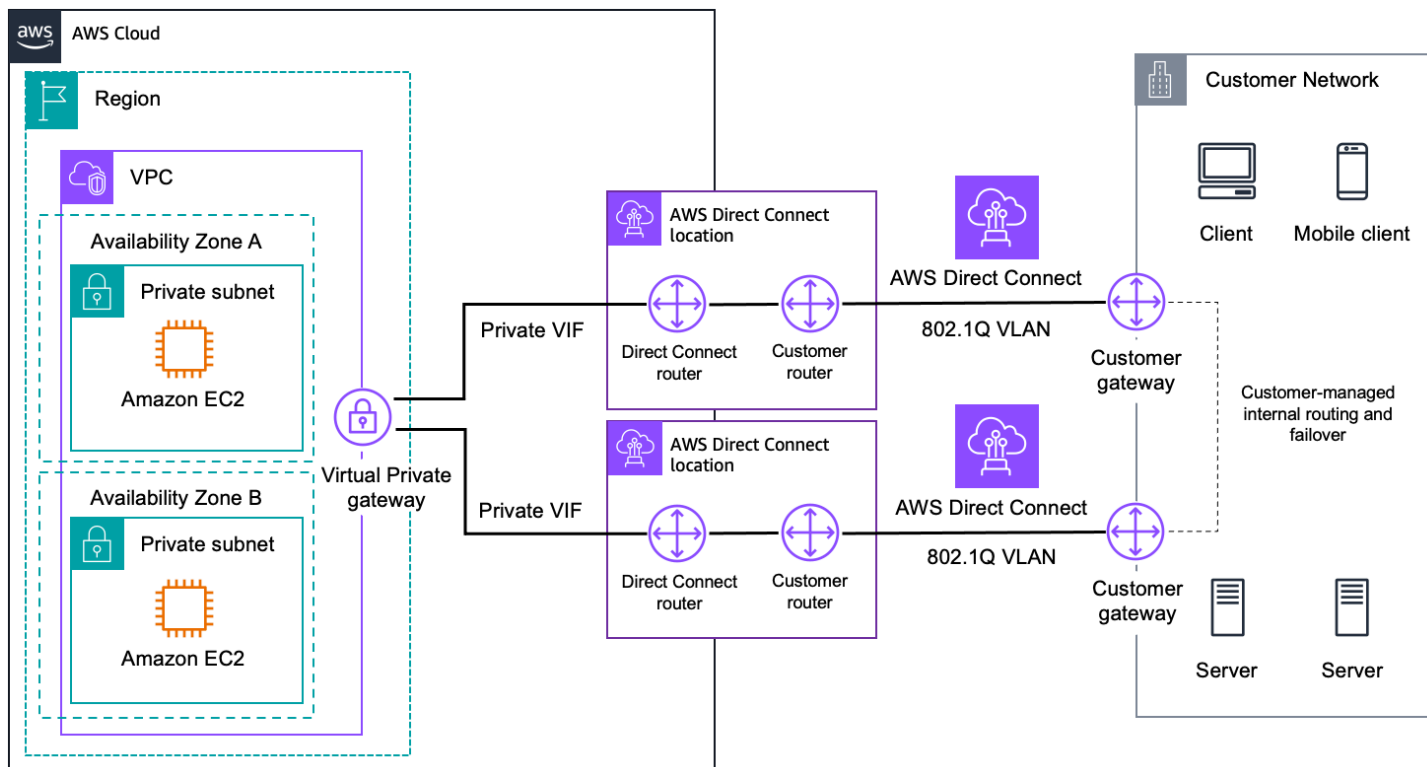 aws
AWS Cloud
Region
VPC
Availability Zone A
Private subnet
Amazon EC2
Availability Zone B
Private subnet
Amazon EC2
Virtual Private
gateway
Private VIF
Private VIF
AWS Direct Connect
location
Direct Connect
router
Customer
router
AWS Direct Connect
location
Direct Connect
router
Customer
router
AWS Direct Connect
802.1Q VLAN
AWS Direct Connect
802.1Q VLAN
Customer Network
Client
Mobile client
Customer
gateway
Customer-managed
internal routing and
failover
Customer
gateway
Server
Server